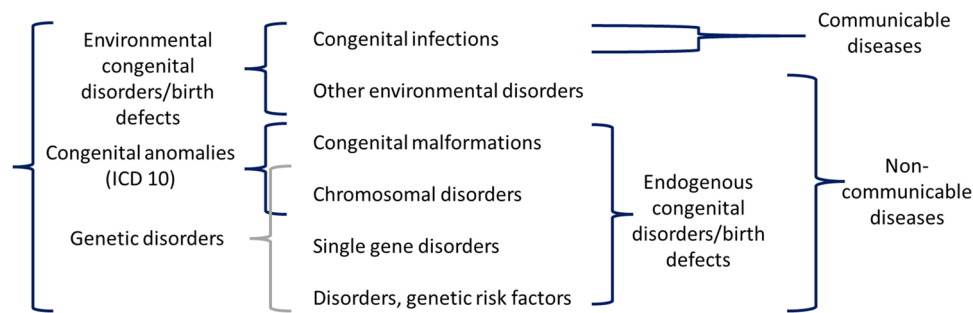 Environmental
congenital
disorders/birth
defects
Congenital anomalies
(ICD 10)
Genetic disorders
Congenital infections
Other environmental disorders
Congenital malformations
Chromosomal disorders
Single gene disorders
Disorders, genetic risk factors
Endogenous
congenital
disorders/birth
defects
Communicable
diseases
Non-
communicable
diseases